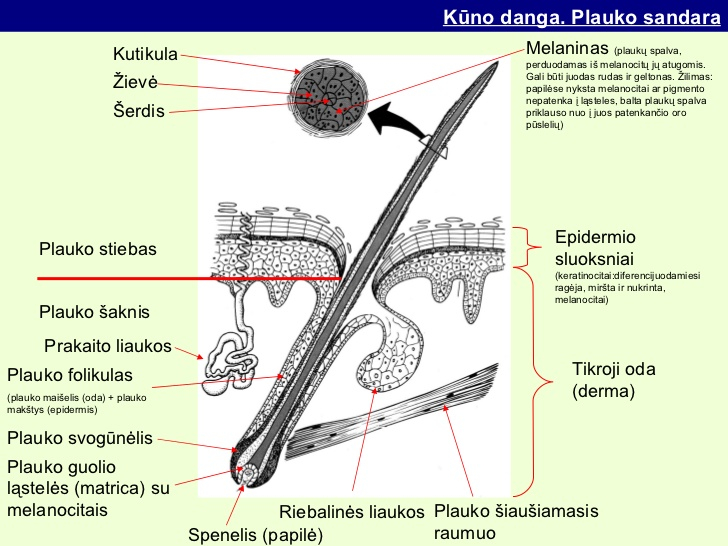 Kūno danga. Plauko sandara
Kutikula
Žievė
Šerdis
Melaninas (plaukų spalva,
perduodamas iš melanocitų jų atugomis.
Gali būti juodas rudas ir geltonas. Žilimas:
papilėse nyksta melanocitai ar pigmento
nepatenka į ląsteles, balta plaukų spalva
priklauso nuo į juos patenkančio oro
pūslelių)
Plauko stiebas
Plauko šaknis
Prakaito liaukos
Plauko folikulas
(plauko maišelis (oda) + plauko
makštys (epidermis)
Plauko svogūnėlis
Plauko guolio
ląstelės (matrica) su
melanocitais
Spenelis (papilė)
Riebalinės liaukos
Plauko šiaušiamasis
raumuo
Epidermio
sluoksniai
(keratinocitai:diferencijuodamiesi
ragėja, miršta ir nukrinta,
melanocitai)
Tikroji oda
(derma)